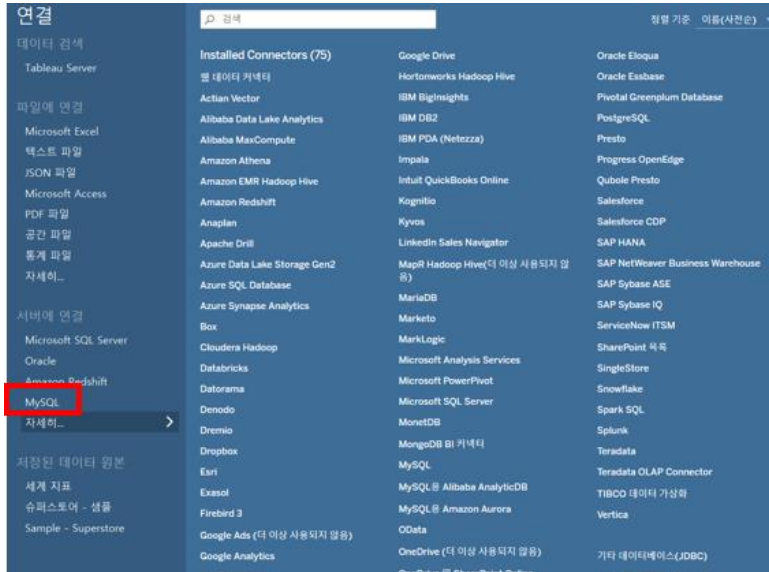 연결
데이터 검색
Tableau Server
파일에 연결
Microsoft Excel
텍스트 파일
JSON 파일
Microsoft Access
PDF 파일
공간 파일
통계 파일
자세히...
서버에 연결
Microsoft SQL Server
Oracle
Amazon Redshift
MySQL
자세히...
저장된 데이터 원본
세계 지표
슈퍼스토어 - 샘플
Sample - Superstore
검색
정렬 기준 이름(사전순)
Installed Connectors (75)
웹 데이터 커넥터
Actian Vector
Alibaba Data Lake Analytics
Alibaba MaxCompute
Amazon Athena
Amazon EMR Hadoop Hive
Amazon Redshift
Anaplan
Apache Drill
Azure Data Lake Storage Gen2
Azure SQL Database
Azure Synapse Analytics
Box
Cloudera Hadoop
Databricks
Datorama
Denodo
Dremio
Dropbox
Esri
Exasol
Firebird 3
Google Ads (더 이상 사용되지 않음)
Google Analytics
Google Drive
Hortonworks Hadoop Hive
IBM BigInsights
IBM DB2
IBM PDA (Netezza)
Impala
Intuit QuickBooks Online
Kognitio
Kyvos
LinkedIn Sales Navigator
MapR Hadoop Hive(더 이상 사용되지 않
음)
MariaDB
Marketo
MarkLogic
Microsoft Analysis Services
Microsoft PowerPivot
Microsoft SQL Server
MonetDB
MongoDB BI 커넥터
MySQL
MySQL용 Alibaba AnalyticDB
MySQL용 Amazon Aurora
OData
OneDrive (더 이상 사용되지 않음)
Oracle Eloqua
Oracle Essbase
Pivotal Greenplum Database
PostgreSQL
Presto
Progress OpenEdge
Qubole Presto
Salesforce
Salesforce CDP
SAP HANA
SAP NetWeaver Business Warehouse
SAP Sybase ASE
SAP Sybase IQ
ServiceNow ITSM
SharePoint 목록
SingleStore
Snowflake
Spark SQL
Splunk
Teradata
Teradata OLAP Connector
TIBCO 데이터 가상화
Vertica
기타 데이터베이스(JDBC)